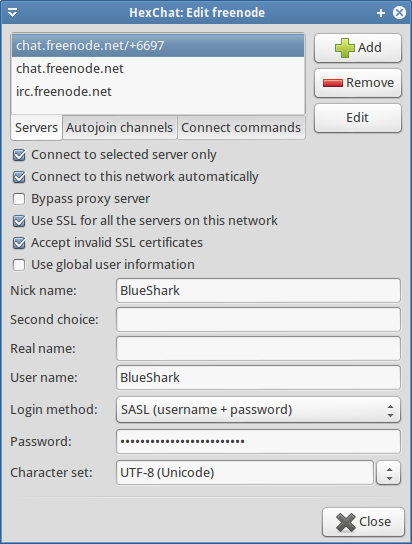 HexChat: Edit freenode
chat.freenode.net/+6697
chat.freenode.net
irc.freenode.net
Add
Remove
Edit
Servers Autojoin channels Connect commands
Connect to selected server only
Connect to this network automatically
Bypass proxy server
Use SSL for all the servers on this network
Accept invalid SSL certificates
Use global user information
Nick name: BlueShark
Second choice:
Real name:
User name: BlueShark
Login method: SASL (username + password)
Password: •••••••••••••••••••••••••
Character set: UTF-8 (Unicode)
Close